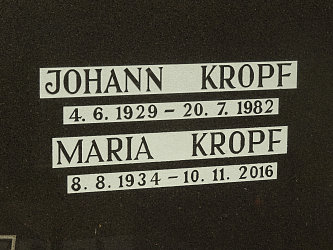 JOHANN KROPF
4. 6. 1929 – 20. 7. 1982
MARIA KROPF
8. 8. 1934 – 10. 11. 2016